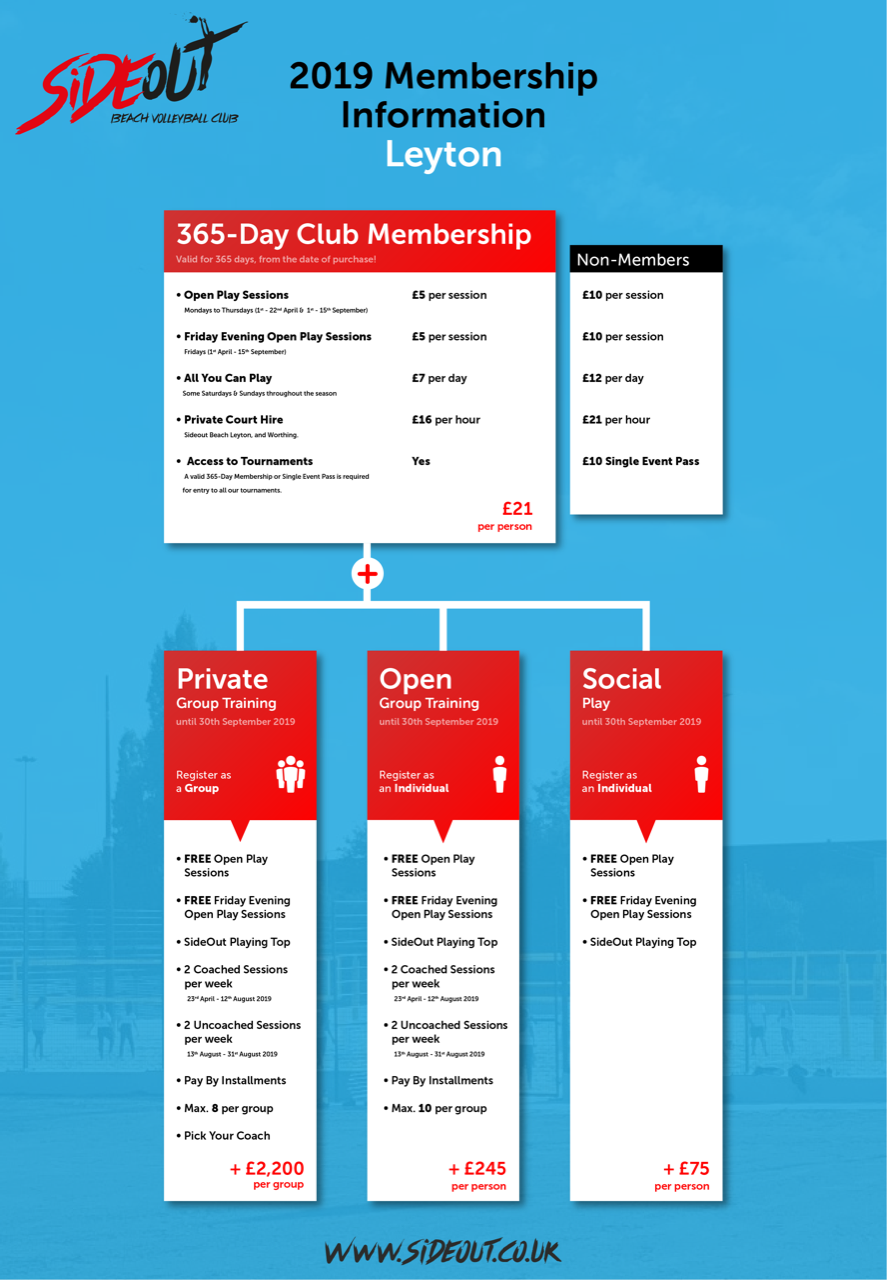 SiDEOUT
BEACH VOLLEYBALL CLUB
2019 Membership
Information
Leyton
365-Day Club Membership
Valid for 365 days, from the date of purchase!
Non-Members
• Open Play Sessions £5 per session £10 per session
Mondays to Thursdays (1st - 22nd April & 1st - 15th September)
• Friday Evening Open Play Sessions £5 per session £10 per session
Fridays (1st April - 15th September)
• All You Can Play £7 per day £12 per day
Some Saturdays & Sundays throughout the season
• Private Court Hire £16 per hour £21 per hour
Sideout Beach Leyton, and Worthing.
• Access to Tournaments Yes £10 Single Event Pass
A valid 365-Day Membership or Single Event Pass is required
for entry to all our tournaments.
£21
per person
+
Private
Group Training
until 30th September 2019
Register as
a Group
• FREE Open Play
Sessions
• FREE Friday Evening
Open Play Sessions
• SideOut Playing Top
• 2 Coached Sessions
per week
23rd April - 12th August 2019
• 2 Uncoached Sessions
per week
13th August - 31st August 2019
• Pay By Installments
• Max. 8 per group
• Pick Your Coach
+ £2,200
per group
Open
Group Training
until 30th September 2019
Register as
an Individual
• FREE Open Play
Sessions
• FREE Friday Evening
Open Play Sessions
• SideOut Playing Top
• 2 Coached Sessions
per week
23rd April - 12th August 2019
• 2 Uncoached Sessions
per week
13th August - 31st August 2019
• Pay By Installments
• Max. 10 per group
+ £245
per person
Social
Play
until 30th September 2019
Register as
an Individual
• FREE Open Play
Sessions
• FREE Friday Evening
Open Play Sessions
• SideOut Playing Top
+ £75
per person
WWW.SiDEOUT.CO.UK